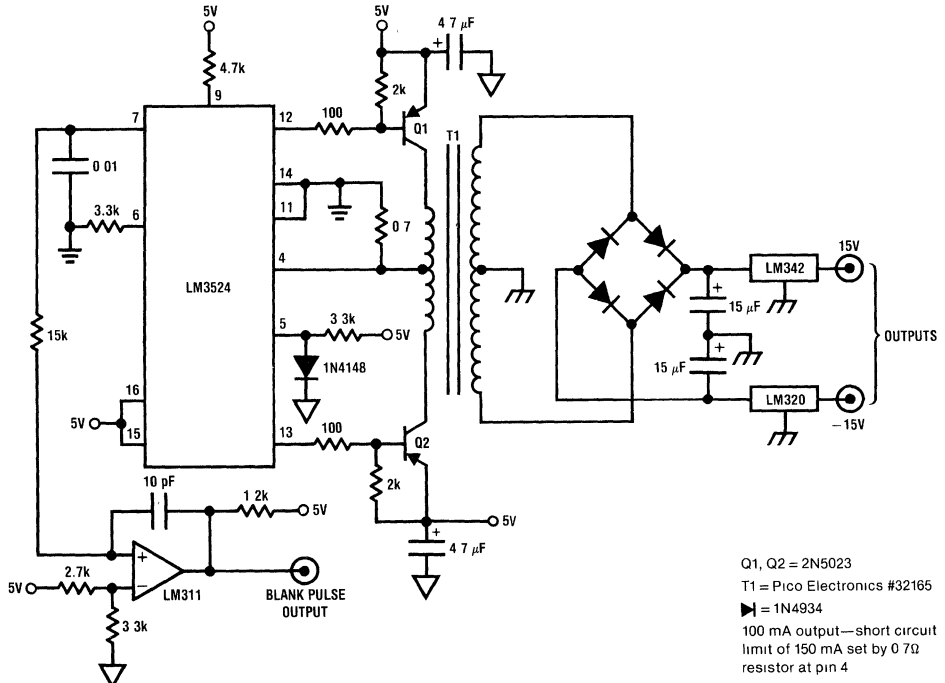 5V
4.7k
9
5V
+
4 7 µF
2k
7
12
100
Q1
T1
0 01
14
11
3.3k
6
0 7
4
LM3524
5
3 3k
5V
1N4148
15k
16
5V
15
13
100
Q2
2k
5V
+
4 7 µF
10 pF
1 2k
5V
+
−
LM311
2.7k
5V
3 3k
BLANK PULSE
OUTPUT
LM342
15V
+
15 µF
+
15 µF
OUTPUTS
LM320
−15V
Q1, Q2 = 2N5023
T1 = Pico Electronics #32165
= 1N4934
100 mA output—short circuit
limit of 150 mA set by 0 7Ω
resistor at pin 4